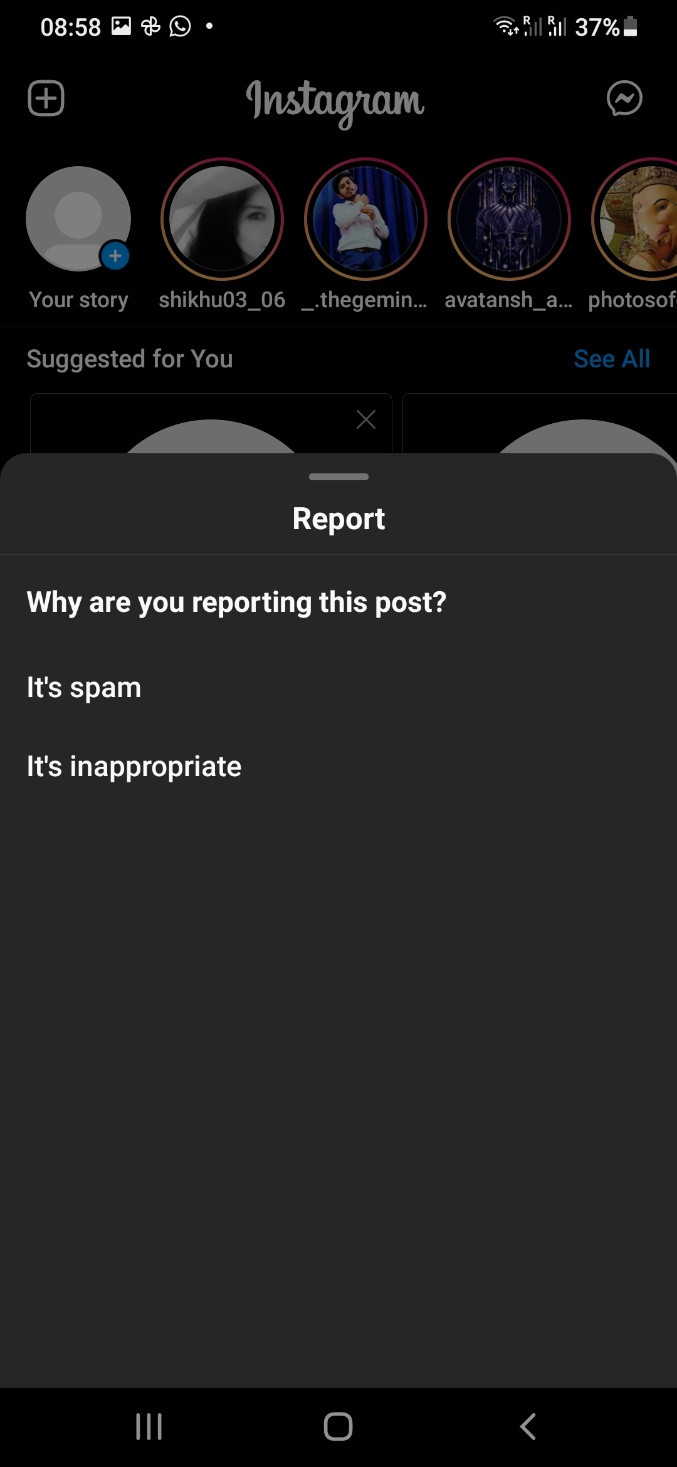 08:58
R R 37%
Instagram
Your story shikhu03_06 _.thegemin... avatansh_a... photosof
Suggested for You See All
Report
Why are you reporting this post?
It's spam
It's inappropriate